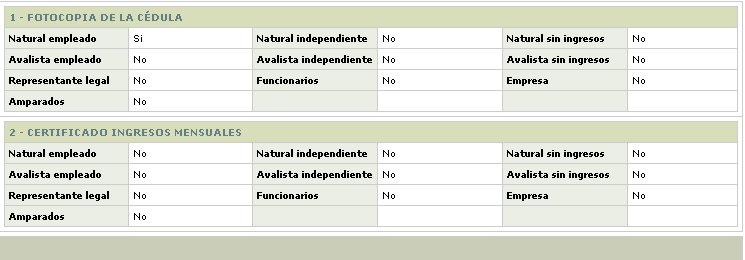 1 - FOTOCOPIA DE LA CÉDULA
Natural empleado Si Natural independiente No Natural sin ingresos No
Avalista empleado No Avalista independiente No Avalista sin ingresos No
Representante legal No Funcionarios No Empresa No
Amparados No
2 - CERTIFICADO INGRESOS MENSUALES
Natural empleado No Natural independiente No Natural sin ingresos No
Avalista empleado No Avalista independiente No Avalista sin ingresos No
Representante legal No Funcionarios No Empresa No
Amparados No